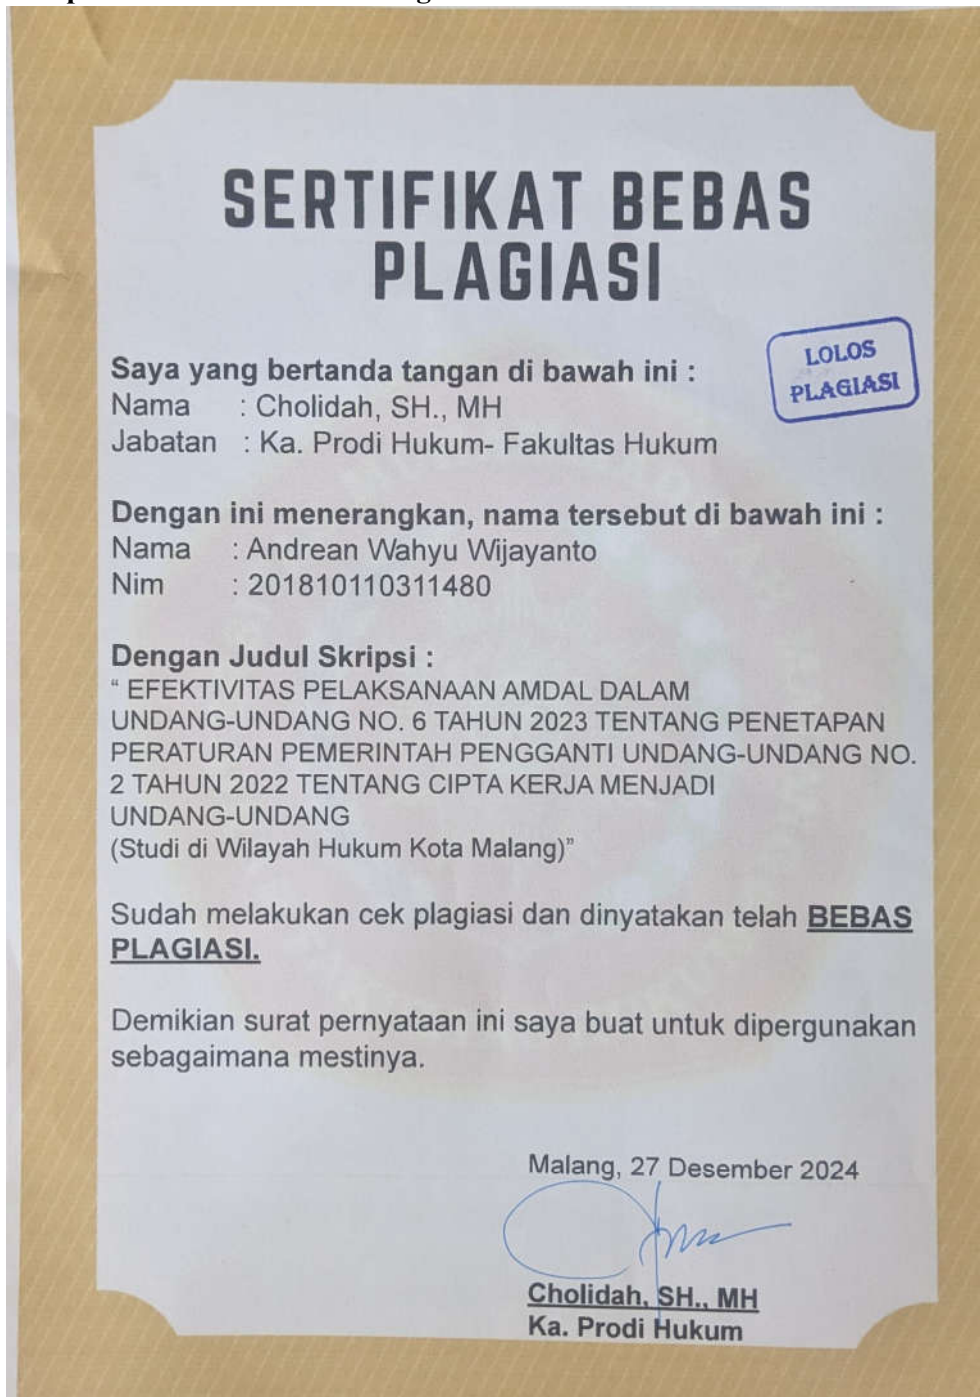 SERTIFIKAT BEBAS
PLAGIASI
LOLOS
PLAGIASI
Saya yang bertanda tangan di bawah ini :
Nama : Cholidah, SH., MH
Jabatan : Ka. Prodi Hukum- Fakultas Hukum
Dengan ini menerangkan, nama tersebut di bawah ini :
Nama : Andrean Wahyu Wijayanto
Nim : 201810110311480
Dengan Judul Skripsi :
“ EFEKTIVITAS PELAKSANAAN AMDAL DALAM
UNDANG-UNDANG NO. 6 TAHUN 2023 TENTANG PENETAPAN
PERATURAN PEMERINTAH PENGGANTI UNDANG-UNDANG NO.
2 TAHUN 2022 TENTANG CIPTA KERJA MENJADI
UNDANG-UNDANG
(Studi di Wilayah Hukum Kota Malang)”
Sudah melakukan cek plagiasi dan dinyatakan telah BEBAS
PLAGIASI.
Demikian surat pernyataan ini saya buat untuk dipergunakan
sebagaimana mestinya.
Malang, 27 Desember 2024
Cholidah, SH., MH
Ka. Prodi Hukum